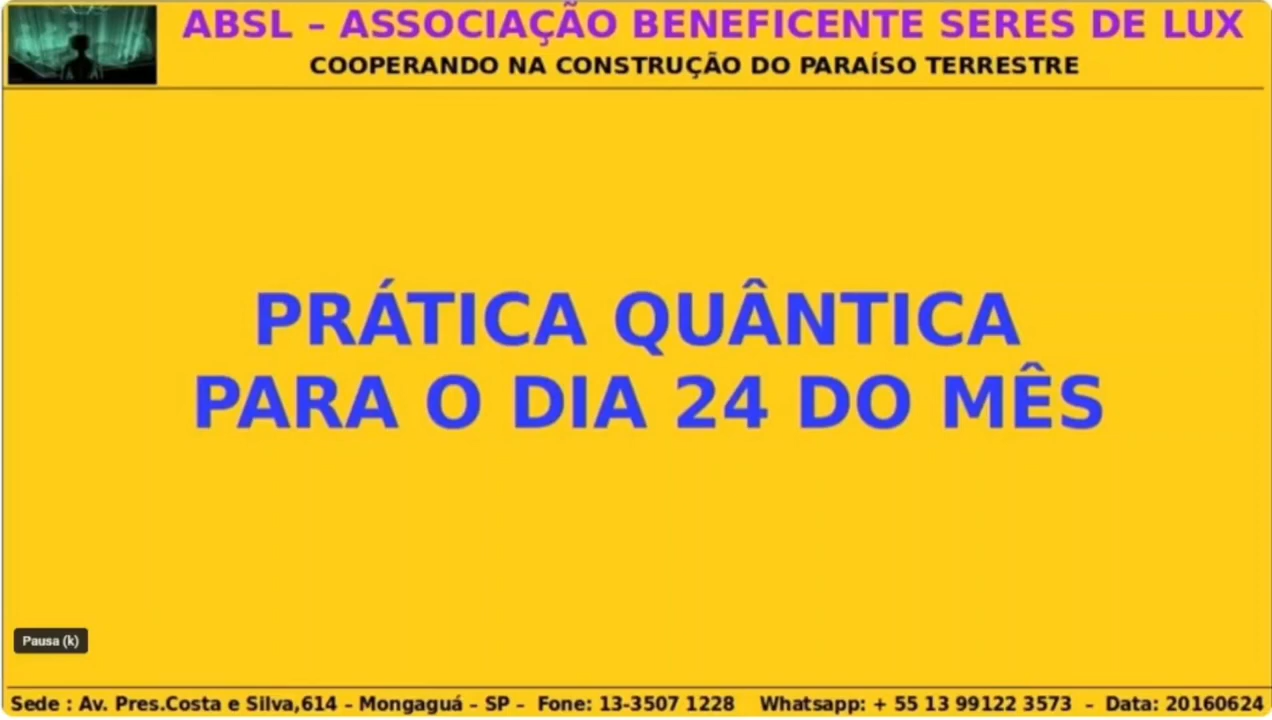 ABSL – ASSOCIAÇÃO BENEFICENTE SERES DE LUX
COOPERANDO NA CONSTRUÇÃO DO PARAÍSO TERRESTRE
PRÁTICA QUÂNTICA
PARA O DIA 24 DO MÊS
Pausa (k)
Sede : Av. Pres.Costa e Silva,614 – Mongaguá – SP – Fone: 13-3507 1228 Whatsapp: + 55 13 99122 3573 – Data: 20160624